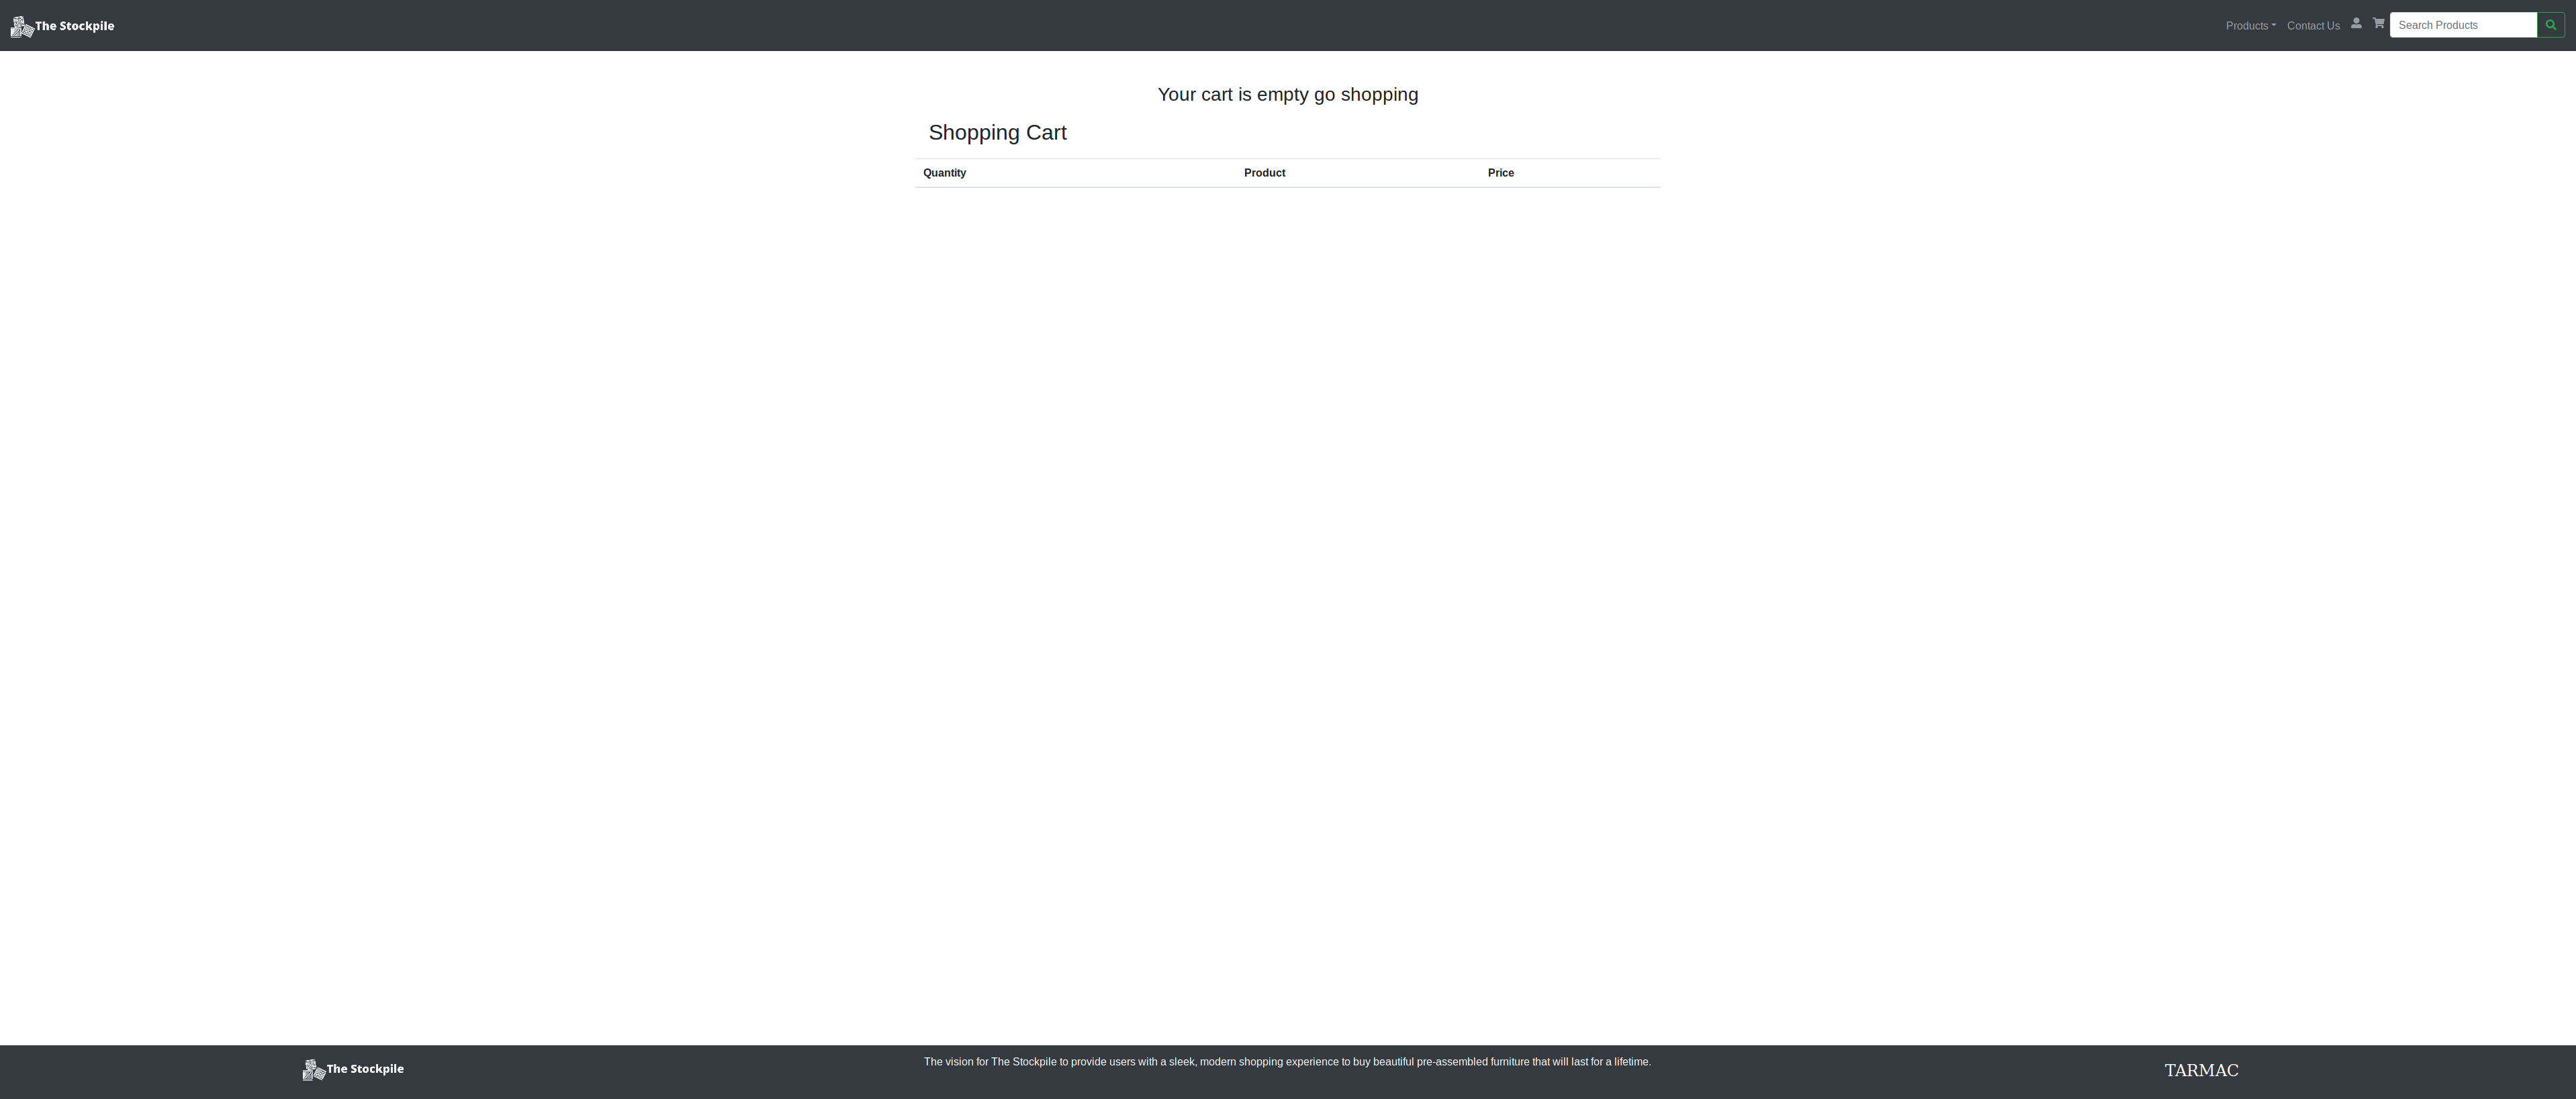 The Stockpile
Products Contact Us Search Products
Your cart is empty go shopping
Shopping Cart
Quantity Product Price
The Stockpile
The vision for The Stockpile to provide users with a sleek, modern shopping experience to buy beautiful pre-assembled furniture that will last for a lifetime.
TARMAC